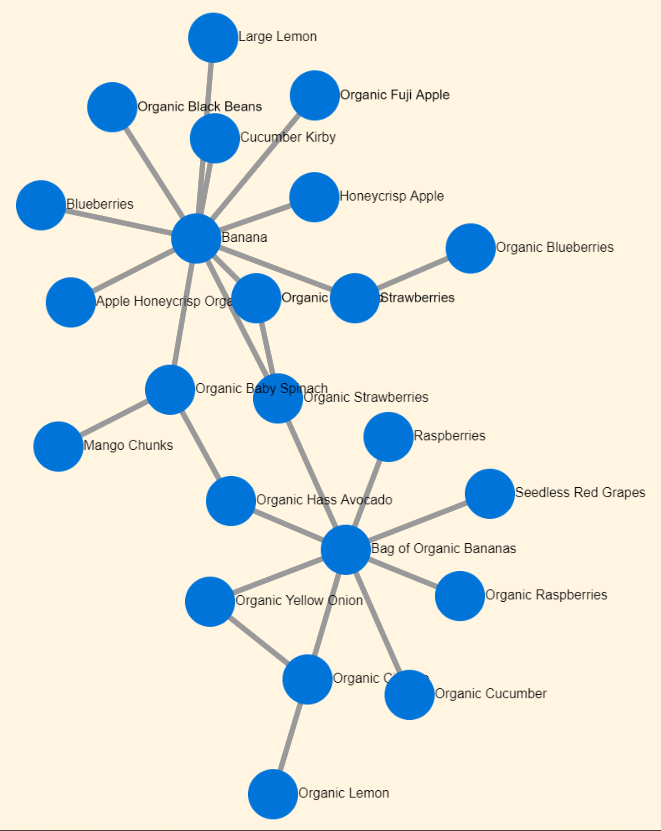 Large Lemon
Organic Fuji Apple
Organic Black Beans
Cucumber Kirby
Honeycrisp Apple
Blueberries
Banana
Organic Blueberries
Apple Honeycrisp
Organic
Strawberries
Organic Baby Spinach
Organic Strawberries
Raspberries
Mango Chunks
Seedless Red Grapes
Organic Hass Avocado
Bag of Organic Bananas
Organic Raspberries
Organic Yellow Onion
Organic
Organic Cucumber
Organic Lemon